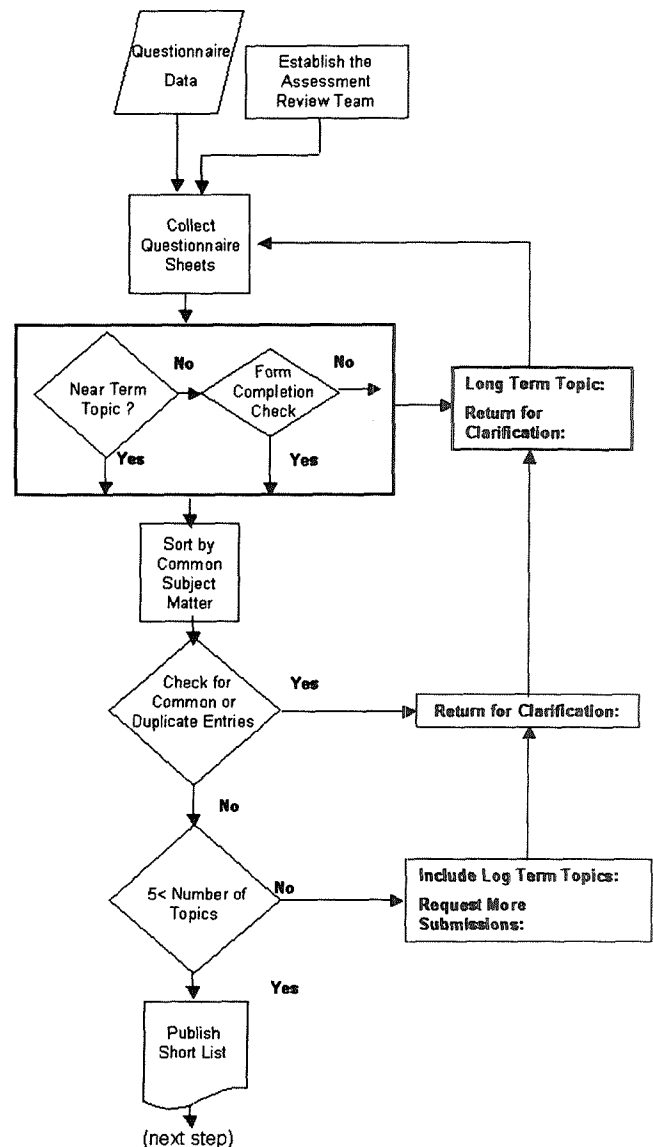 Questionnaire
Data
Establish the
Assessment
Review Team
Collect
Questionnaire
Sheets
Near Term
Topic ?
No
Yes
Form
Completion
Check
No
Yes
Long Term Topic:
Return for
Clarification:
Sort by
Common
Subject
Matter
Check for
Common or
Duplicate Entries
Yes
Return for Clarification:
No
5< Number of
Topics
No
Include Log Term Topics:
Request More
Submissions:
Yes
Publish
Short List
(next step)